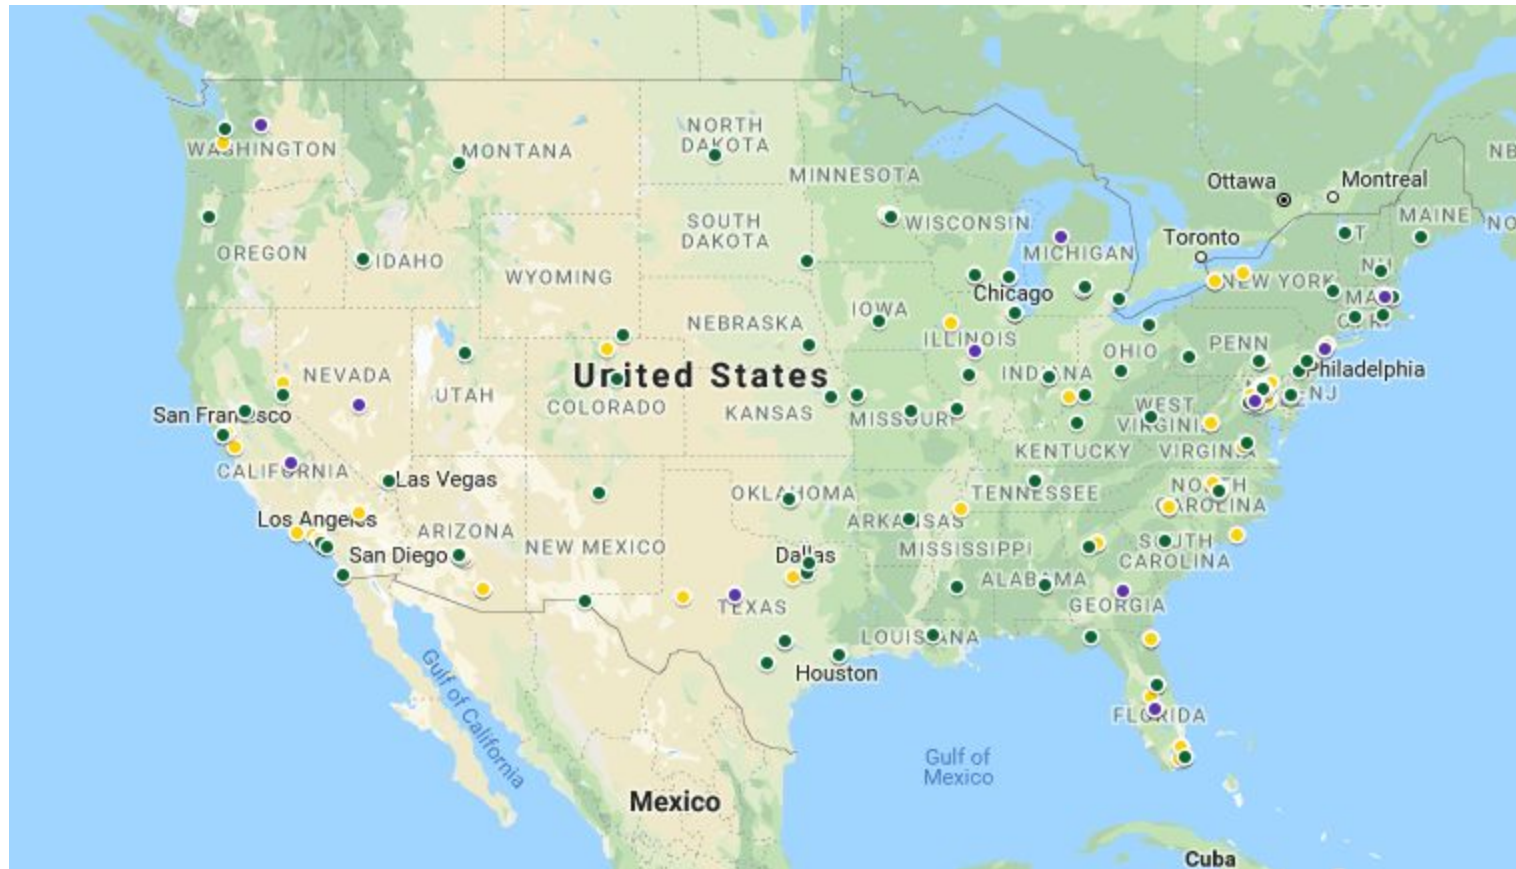 NB
NORTH
DAKOTA
MONTANA
WASHINGTON
MINNESOTA
Ottawa
Montreal
MAINE
NO
SOUTH
DAKOTA
WISCONSIN
MICHIGAN
Toronto
OREGON
IDAHO
WYOMING
NEW YORK
Chicago
IOWA
NEBRASKA
ILLINOIS
OHIO
PENN
Philadelphia
NEVADA
United States
UTAH
COLORADO
KANSAS
MISSOURI
INDIANA
NJ
San Francisco
WEST
VIRGINIA
KENTUCKY
VIRGINIA
CALIFORNIA
Las Vegas
OKLAHOMA
TENNESSEE
NORTH
CAROLINA
Los Angeles
ARIZONA
NEW MEXICO
ARKANSAS
MISSISSIPPI
SOUTH
CAROLINA
San Diego
Dallas
ALABAMA
GEORGIA
TEXAS
LOUISIANA
Houston
Gulf of California
FLORIDA
Gulf of
Mexico
Mexico
Cuba